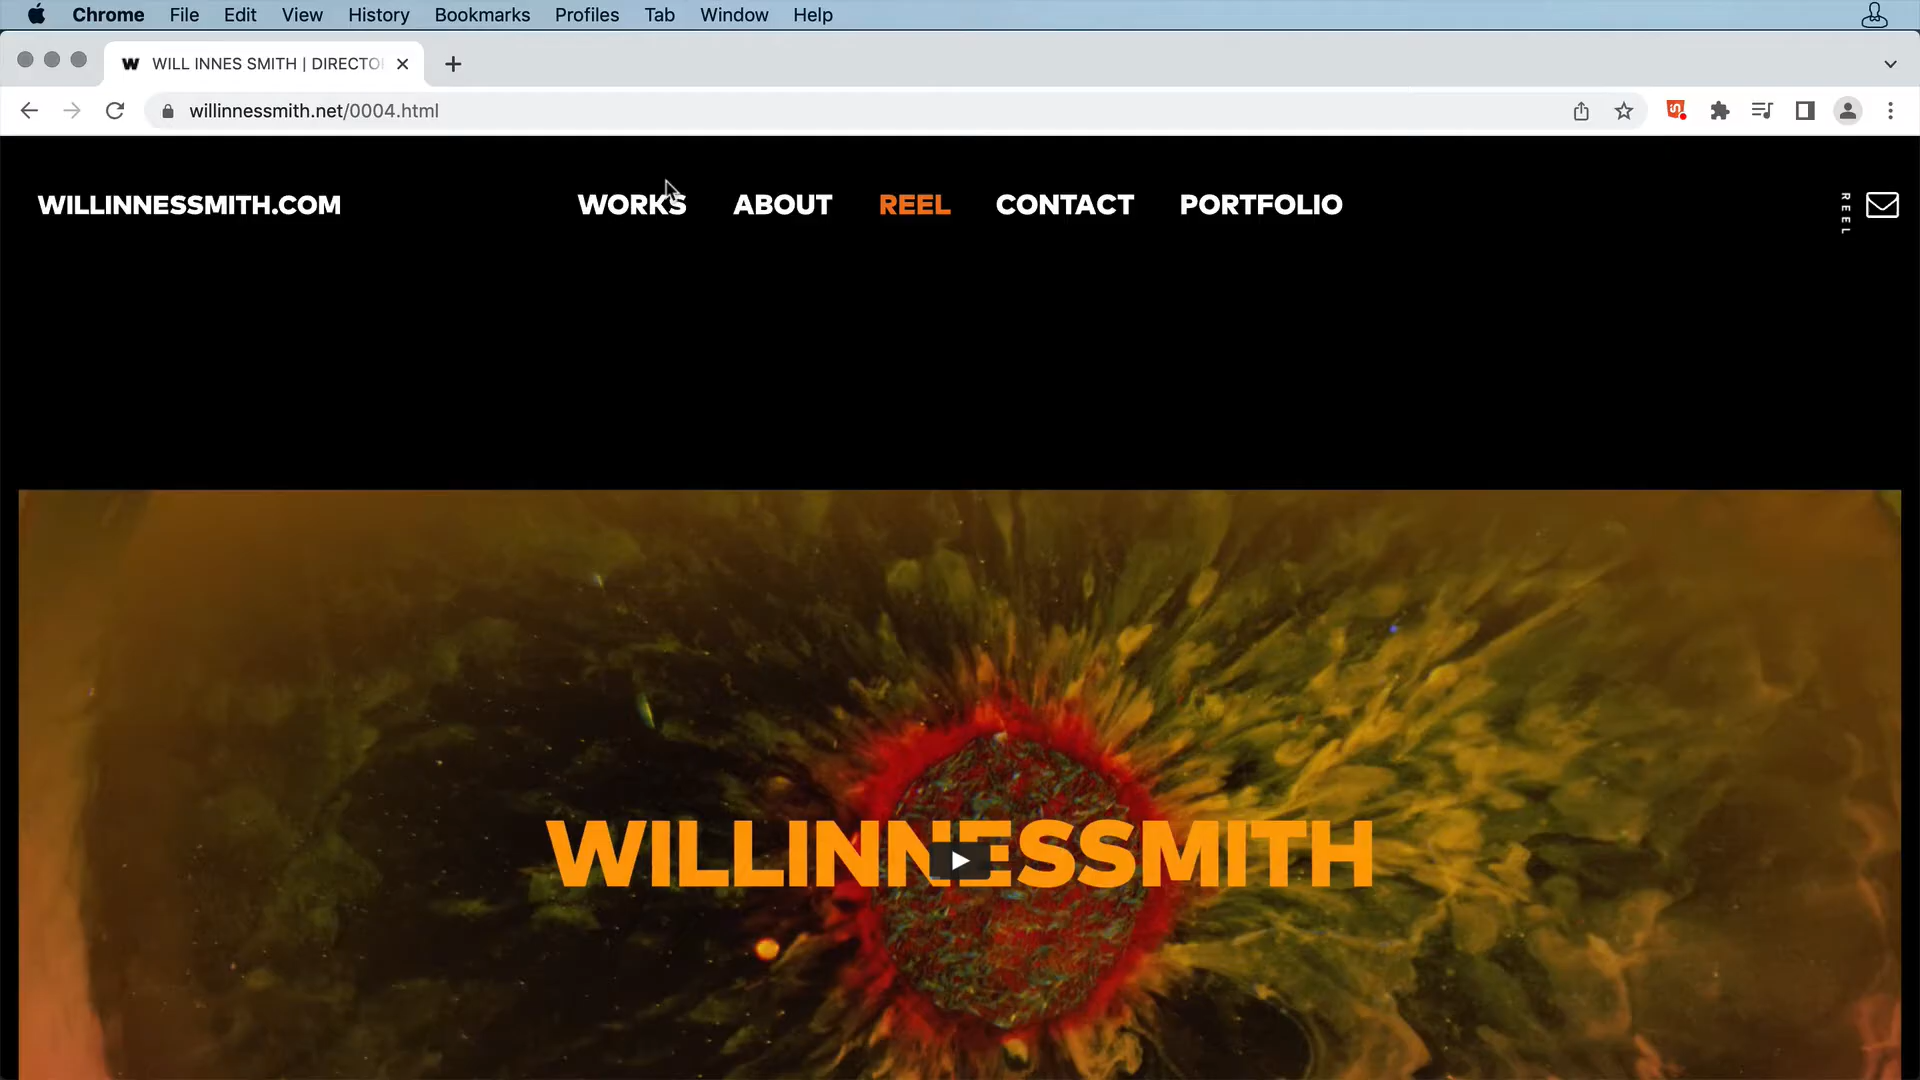 Chrome File Edit View History Bookmarks Profiles Tab Window Help
W WILL INNES SMITH | DIRECTO
willinnessmith.net/0004.html
WILLINNESSMITH.COM WORKS ABOUT REEL CONTACT PORTFOLIO REEL
WILLINNESSMITH